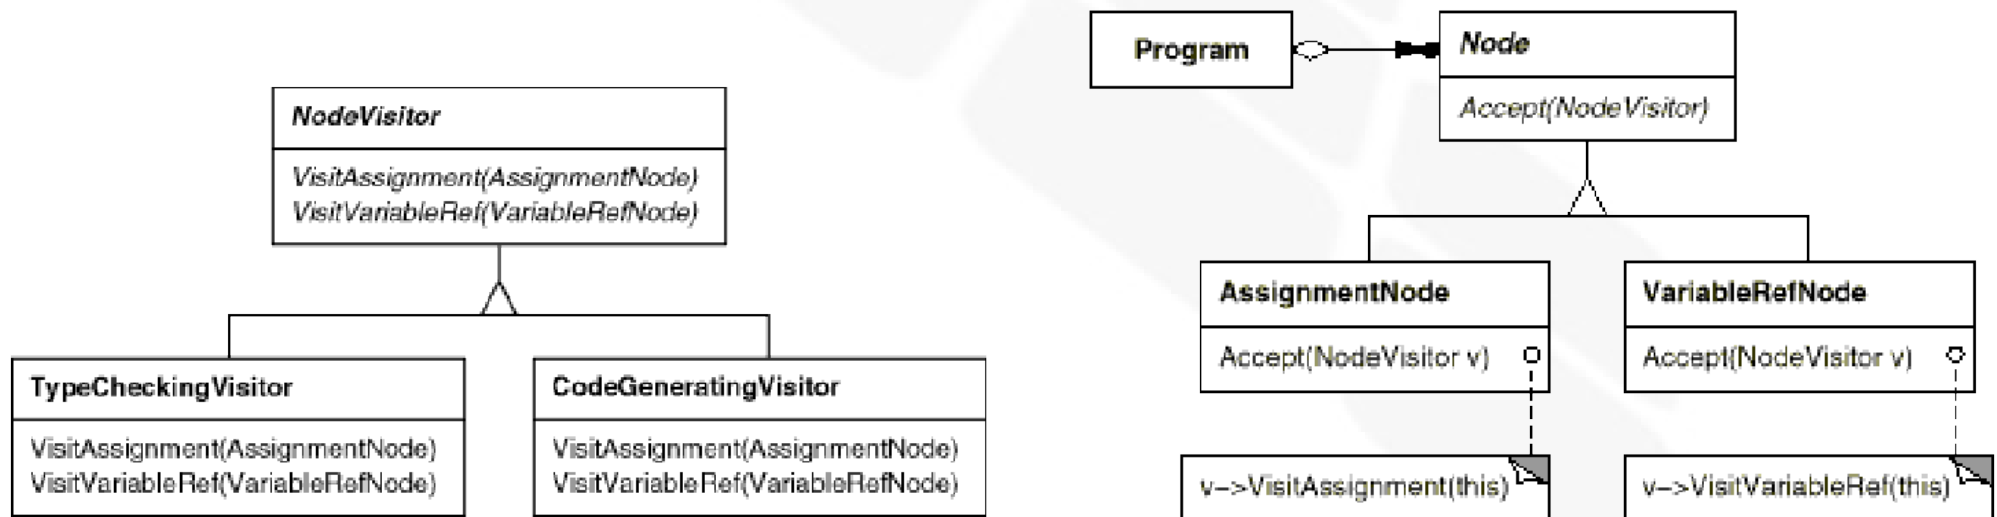 NodeVisitor
VisitAssignment(AssignmentNode)
VisitVariableRef(VariableRefNode)
TypeCheckingVisitor
VisitAssignment(AssignmentNode)
VisitVariableRef(VariableRefNode)
CodeGeneratingVisitor
VisitAssignment(AssignmentNode)
VisitVariableRef(VariableRefNode)
Program
Node
Accept(NodeVisitor)
AssignmentNode
Accept(NodeVisitor v)
v->VisitAssignment(this)
VariableRefNode
Accept(NodeVisitor v)
v->VisitVariableRef(this)